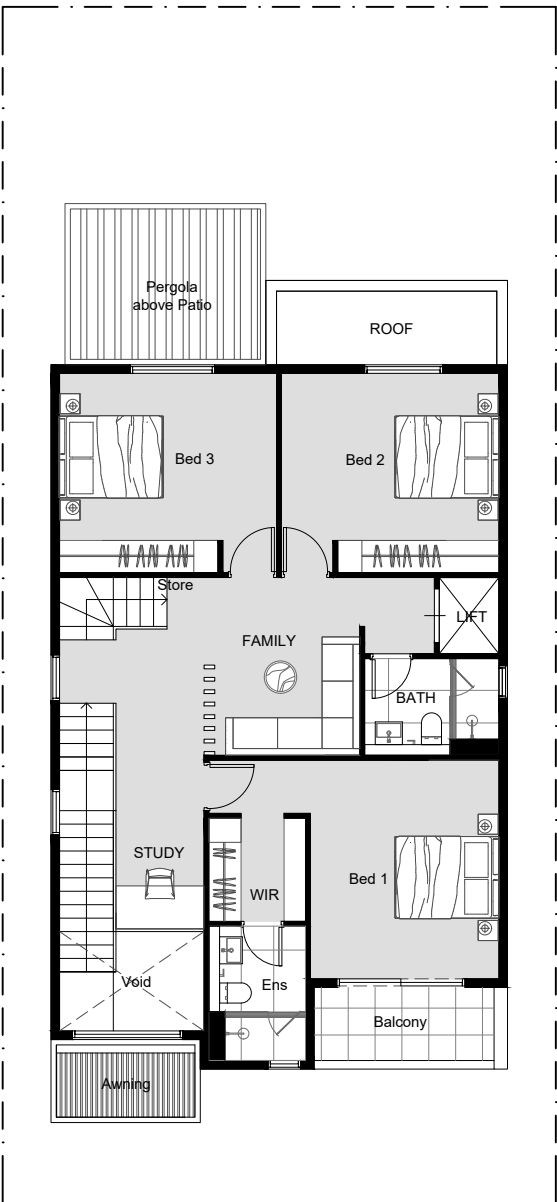 Pergola
above Patio
ROOF
Bed 3
Bed 2
Store
LIFT
FAMILY
BATH
STUDY
WIR
Bed 1
Void
Ens
Balcony
Awning